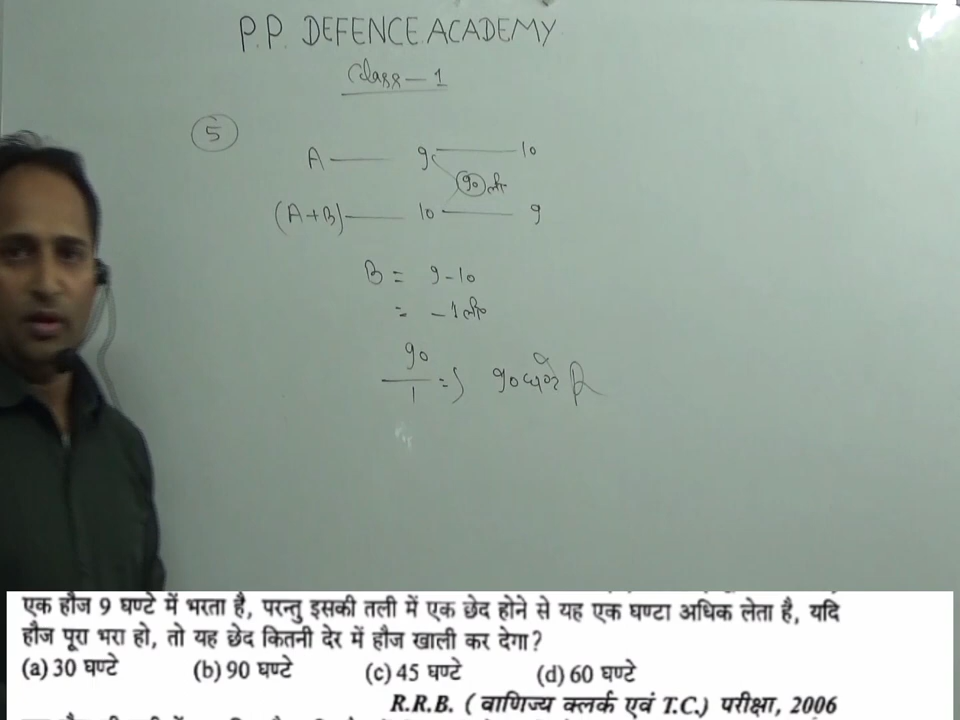 P.P. DEFENCE ACADEMY
Class – 1
5
A — 9 — 10
90 ली०
(A+B) — 10 — 9
B = 9 - 10
= - 1 ली०
90
1 => 90 घण्टे
एक हौज 9 घण्टे में भरता है, परन्तु इसकी तली में एक छेद होने से यह एक घण्टा अधिक लेता है, यदि
हौज पूरा भरा हो, तो यह छेद कितनी देर में हौज खाली कर देगा?
(a) 30 घण्टे (b) 90 घण्टे (c) 45 घण्टे (d) 60 घण्टे
R.R.B. ( वाणिज्य क्लर्क एवं T.C.) परीक्षा, 2006